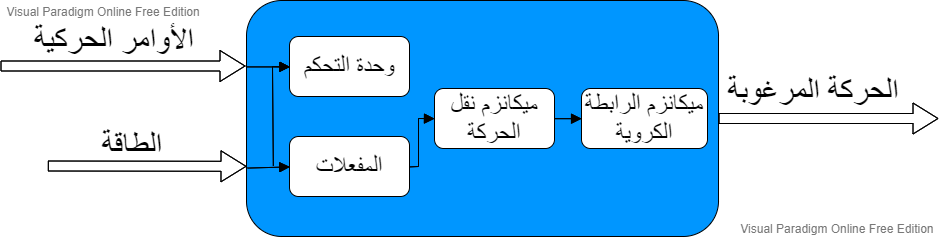 Visual Paradigm Online Free Edition
الأوامر الحركية
وحدة التحكم
ميكانزم نقل
الحركة
ميكانزم الرابطة
الكروية
الحركة المرغوبة
الطاقة
المفعلات
Visual Paradigm Online Free Edition